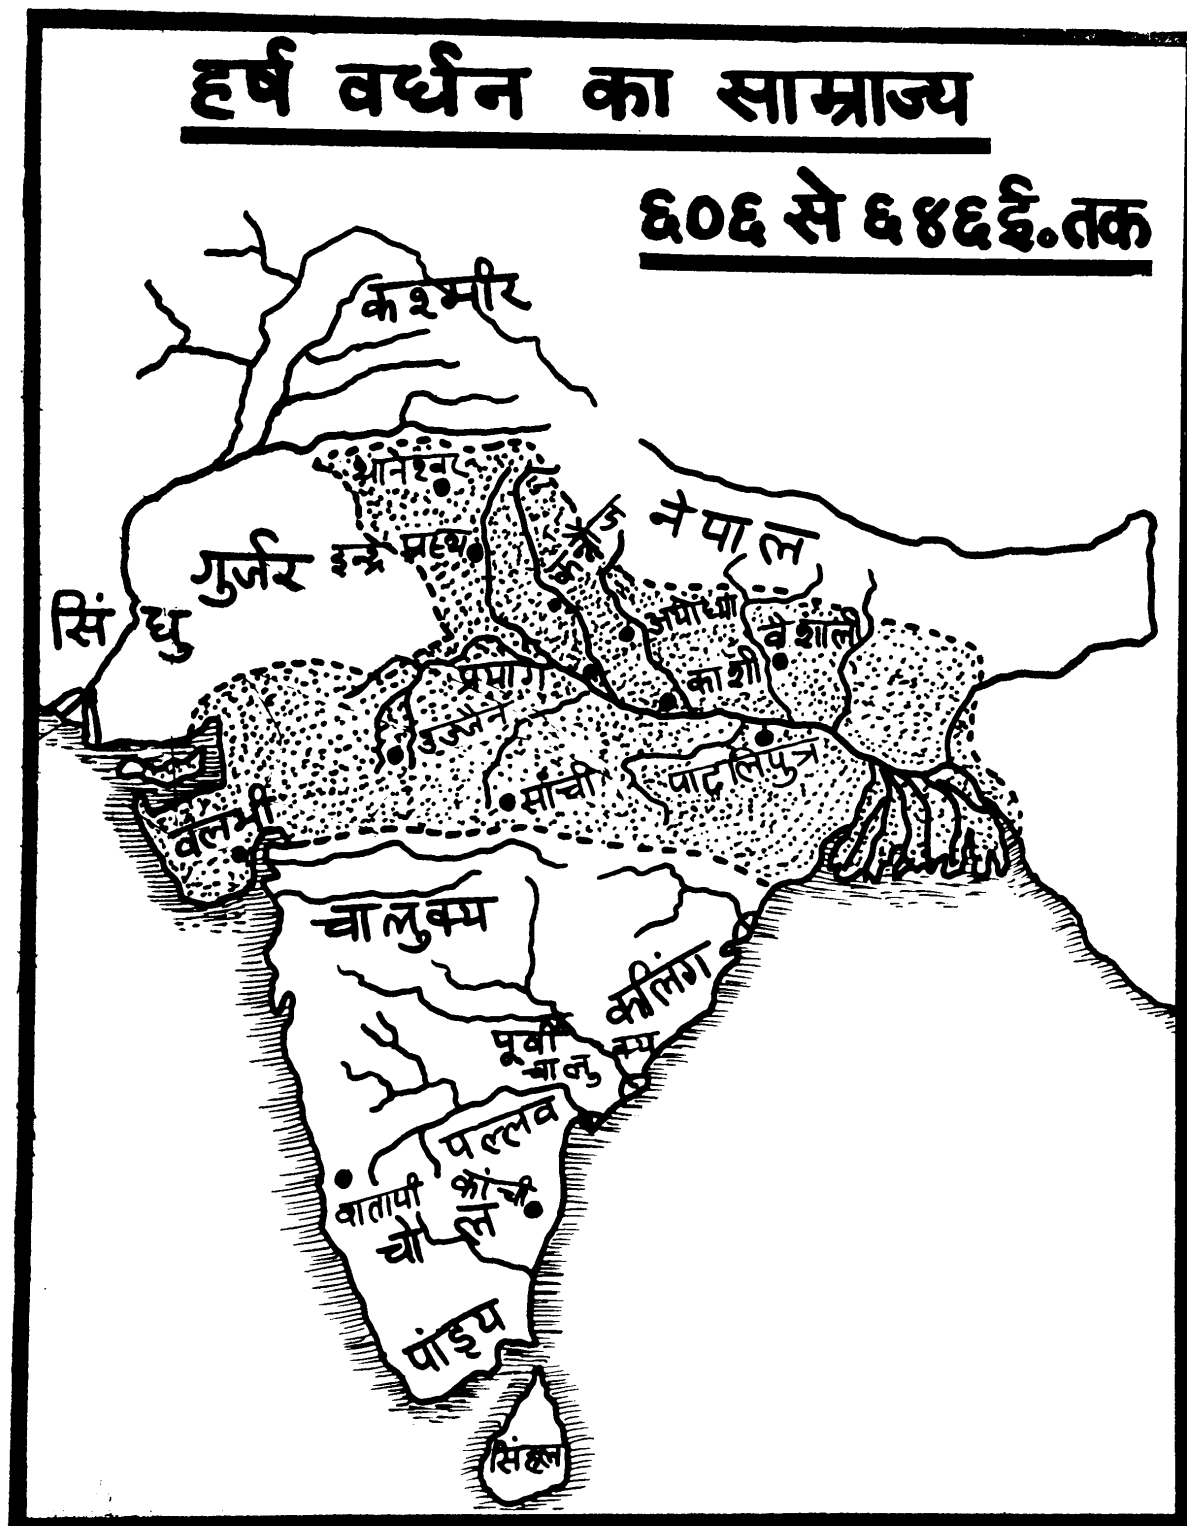 हर्ष वर्धन का साम्राज्य
६०६ से ६४६ई.तक
कश्मीर
थानेश्वर
नेपाल
गुर्जर
इन्द्रप्रस्थ
सिंधु
अयोध्या
वैशाली
प्रयाग
काशी
उज्जैन
साँची
पाटलिपुत्र
वलभी
चालुक्य
कलिंग
पूर्वी
चालुक्य
पल्लव
वातापी
कांची
चोल
पांड्य
सिंहल